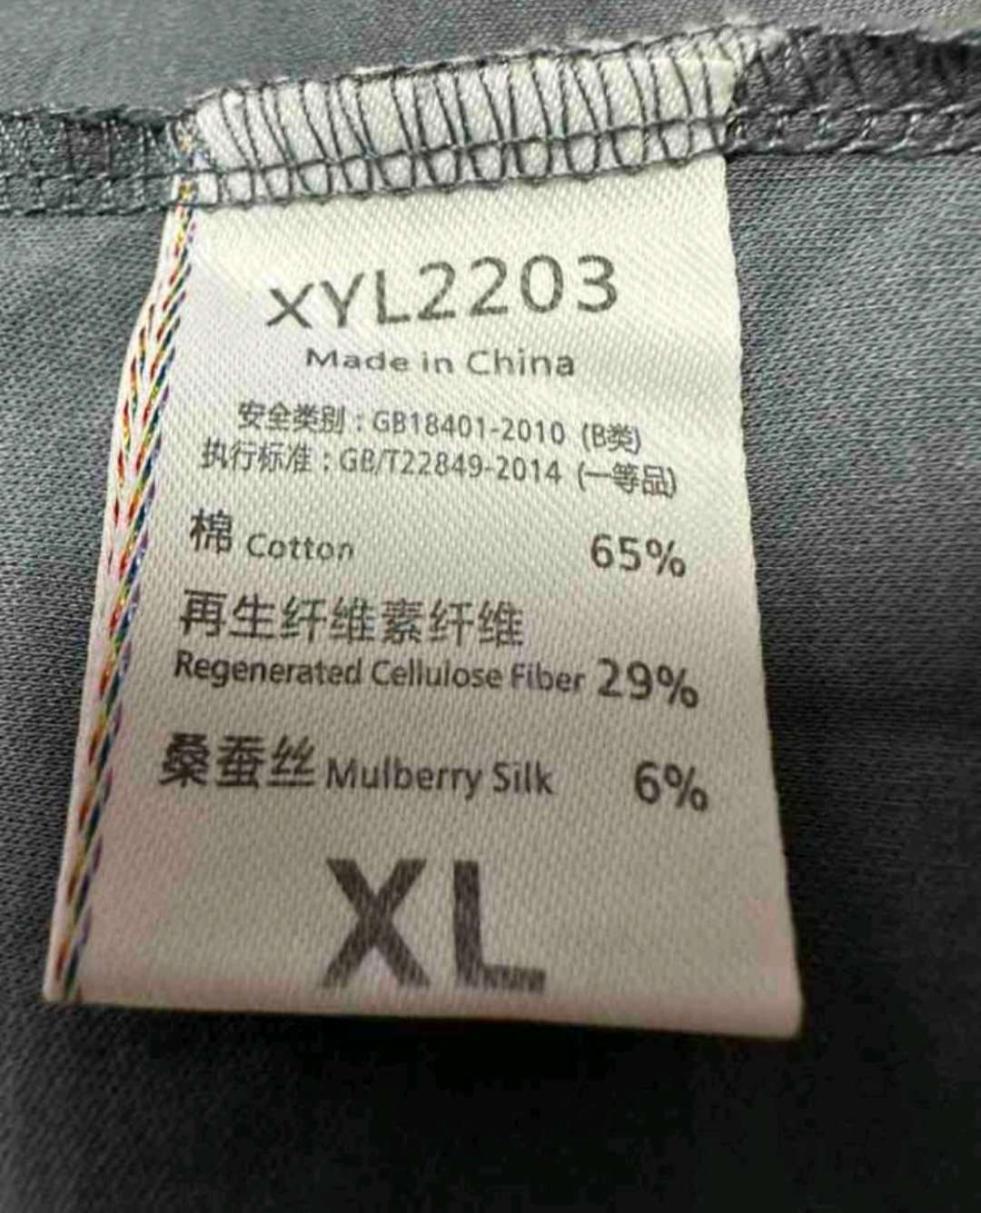 XYL2203
Made in China
安全类别：GB18401-2010 (B类)
执行标准：GB/T22849-2014 (一等品)
棉 Cotton 65%
再生纤维素纤维
Regenerated Cellulose Fiber 29%
桑蚕丝 Mulberry Silk 6%
XL